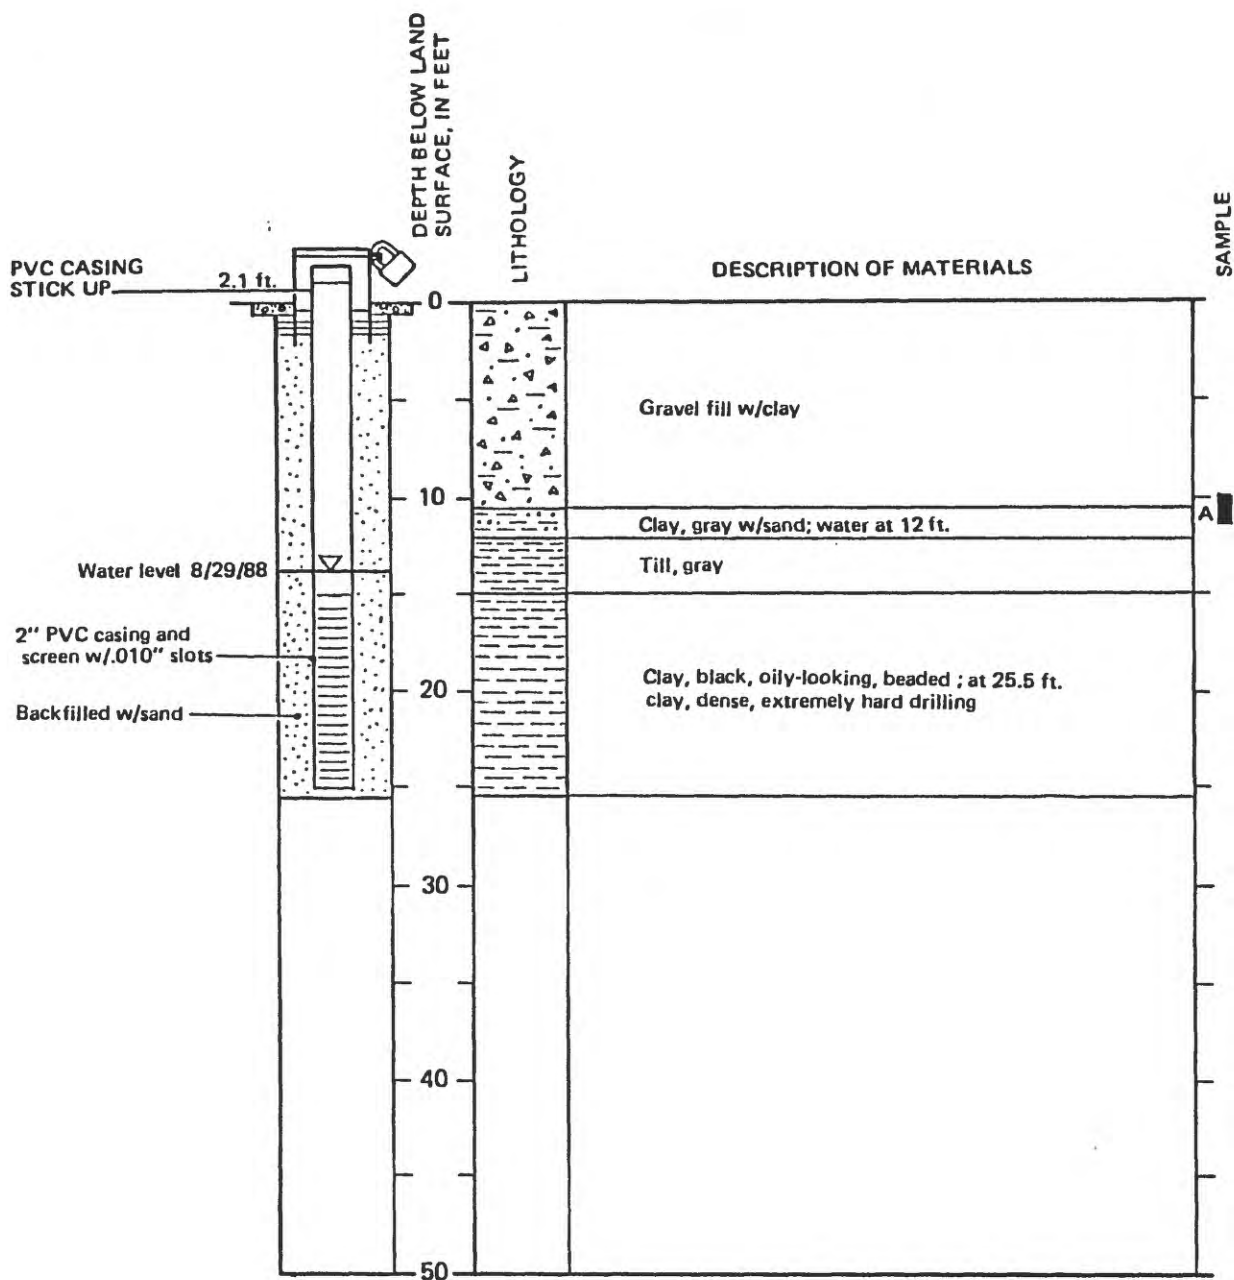 DEPTH BELOW LAND
SURFACE, IN FEET
LITHOLOGY
DESCRIPTION OF MATERIALS
SAMPLE
PVC CASING
STICK UP
2.1 ft.
0
Gravel fill w/clay
10
A
Clay, gray w/sand; water at 12 ft.
Water level 8/29/88
Till, gray
2" PVC casing and
screen w/.010" slots
Clay, black, oily-looking, beaded ; at 25.5 ft.
clay, dense, extremely hard drilling
20
Backfilled w/sand
30
40
50